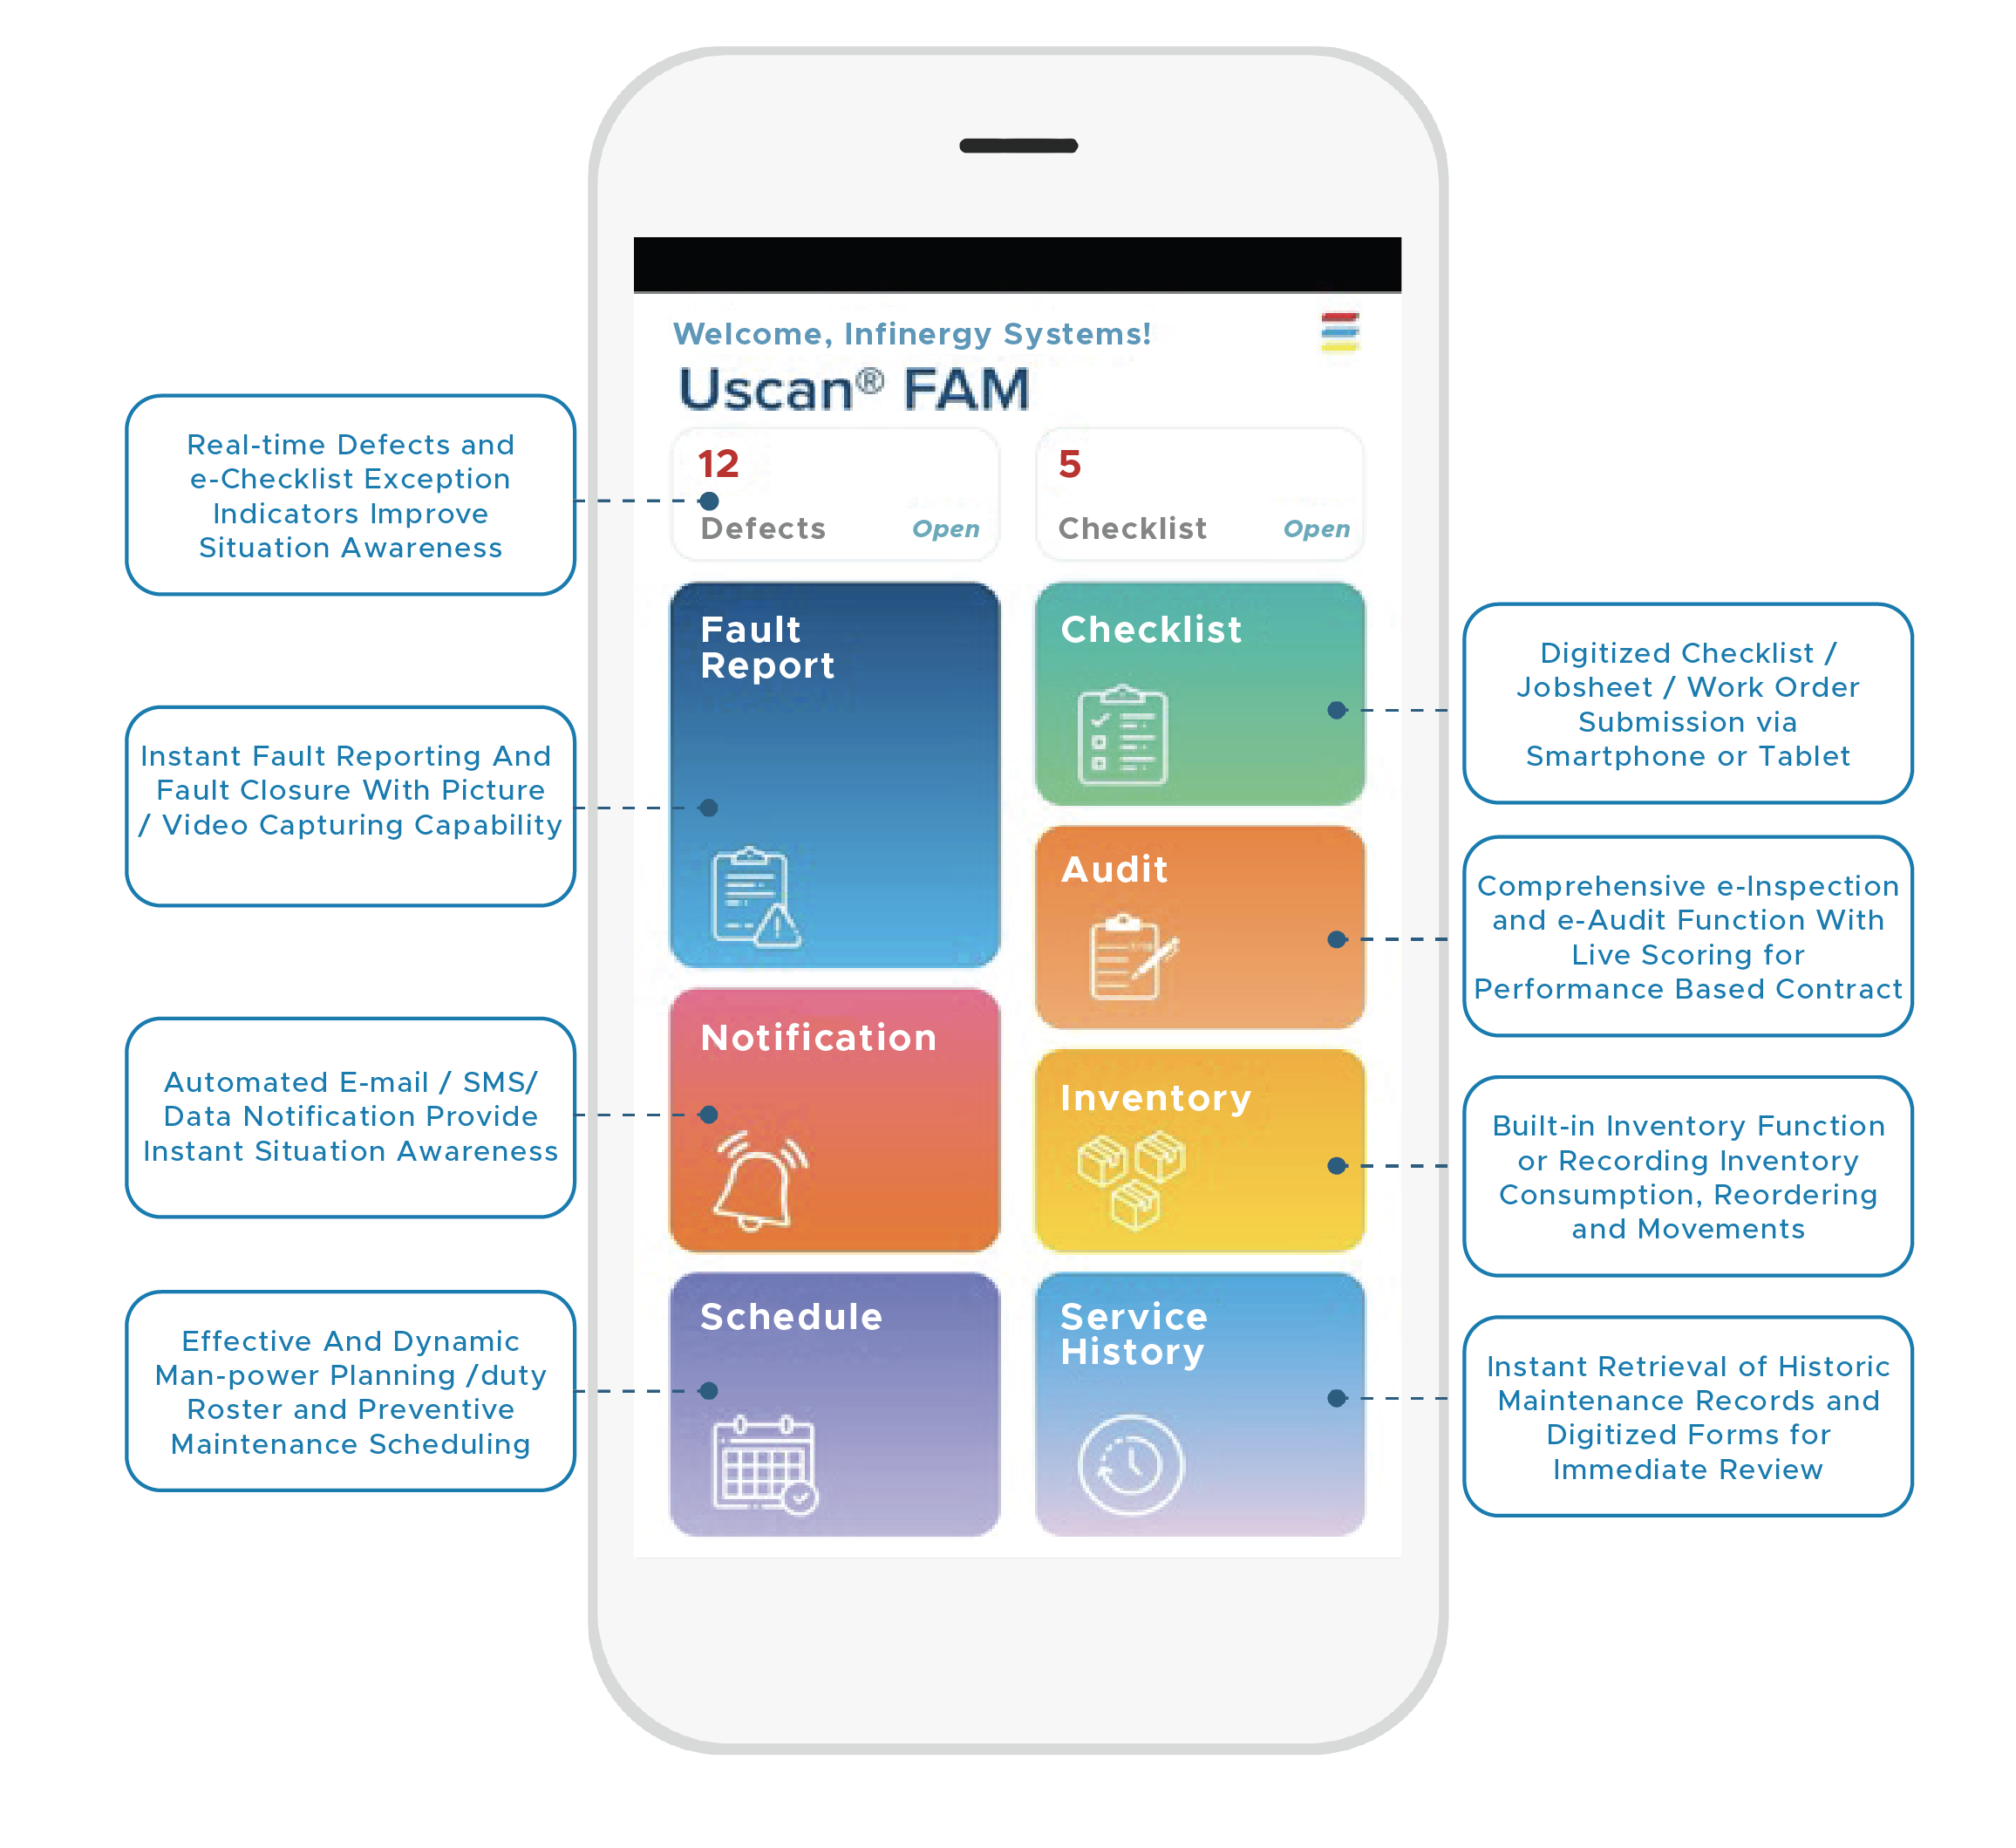 Welcome, Infinergy Systems!
Uscan® FAM
12
Defects
Open
5
Checklist
Open
Fault
Report
Checklist
Audit
Notification
Inventory
Schedule
Service
History
Real-time Defects and
e-Checklist Exception
Indicators Improve
Situation Awareness
Instant Fault Reporting And
Fault Closure With Picture
/ Video Capturing Capability
Automated E-mail / SMS/
Data Notification Provide
Instant Situation Awareness
Effective And Dynamic
Man-power Planning /duty
Roster and Preventive
Maintenance Scheduling
Digitized Checklist /
Jobsheet / Work Order
Submission via
Smartphone or Tablet
Comprehensive e-Inspection
and e-Audit Function With
Live Scoring for
Performance Based Contract
Built-in Inventory Function
or Recording Inventory
Consumption, Reordering
and Movements
Instant Retrieval of Historic
Maintenance Records and
Digitized Forms for
Immediate Review